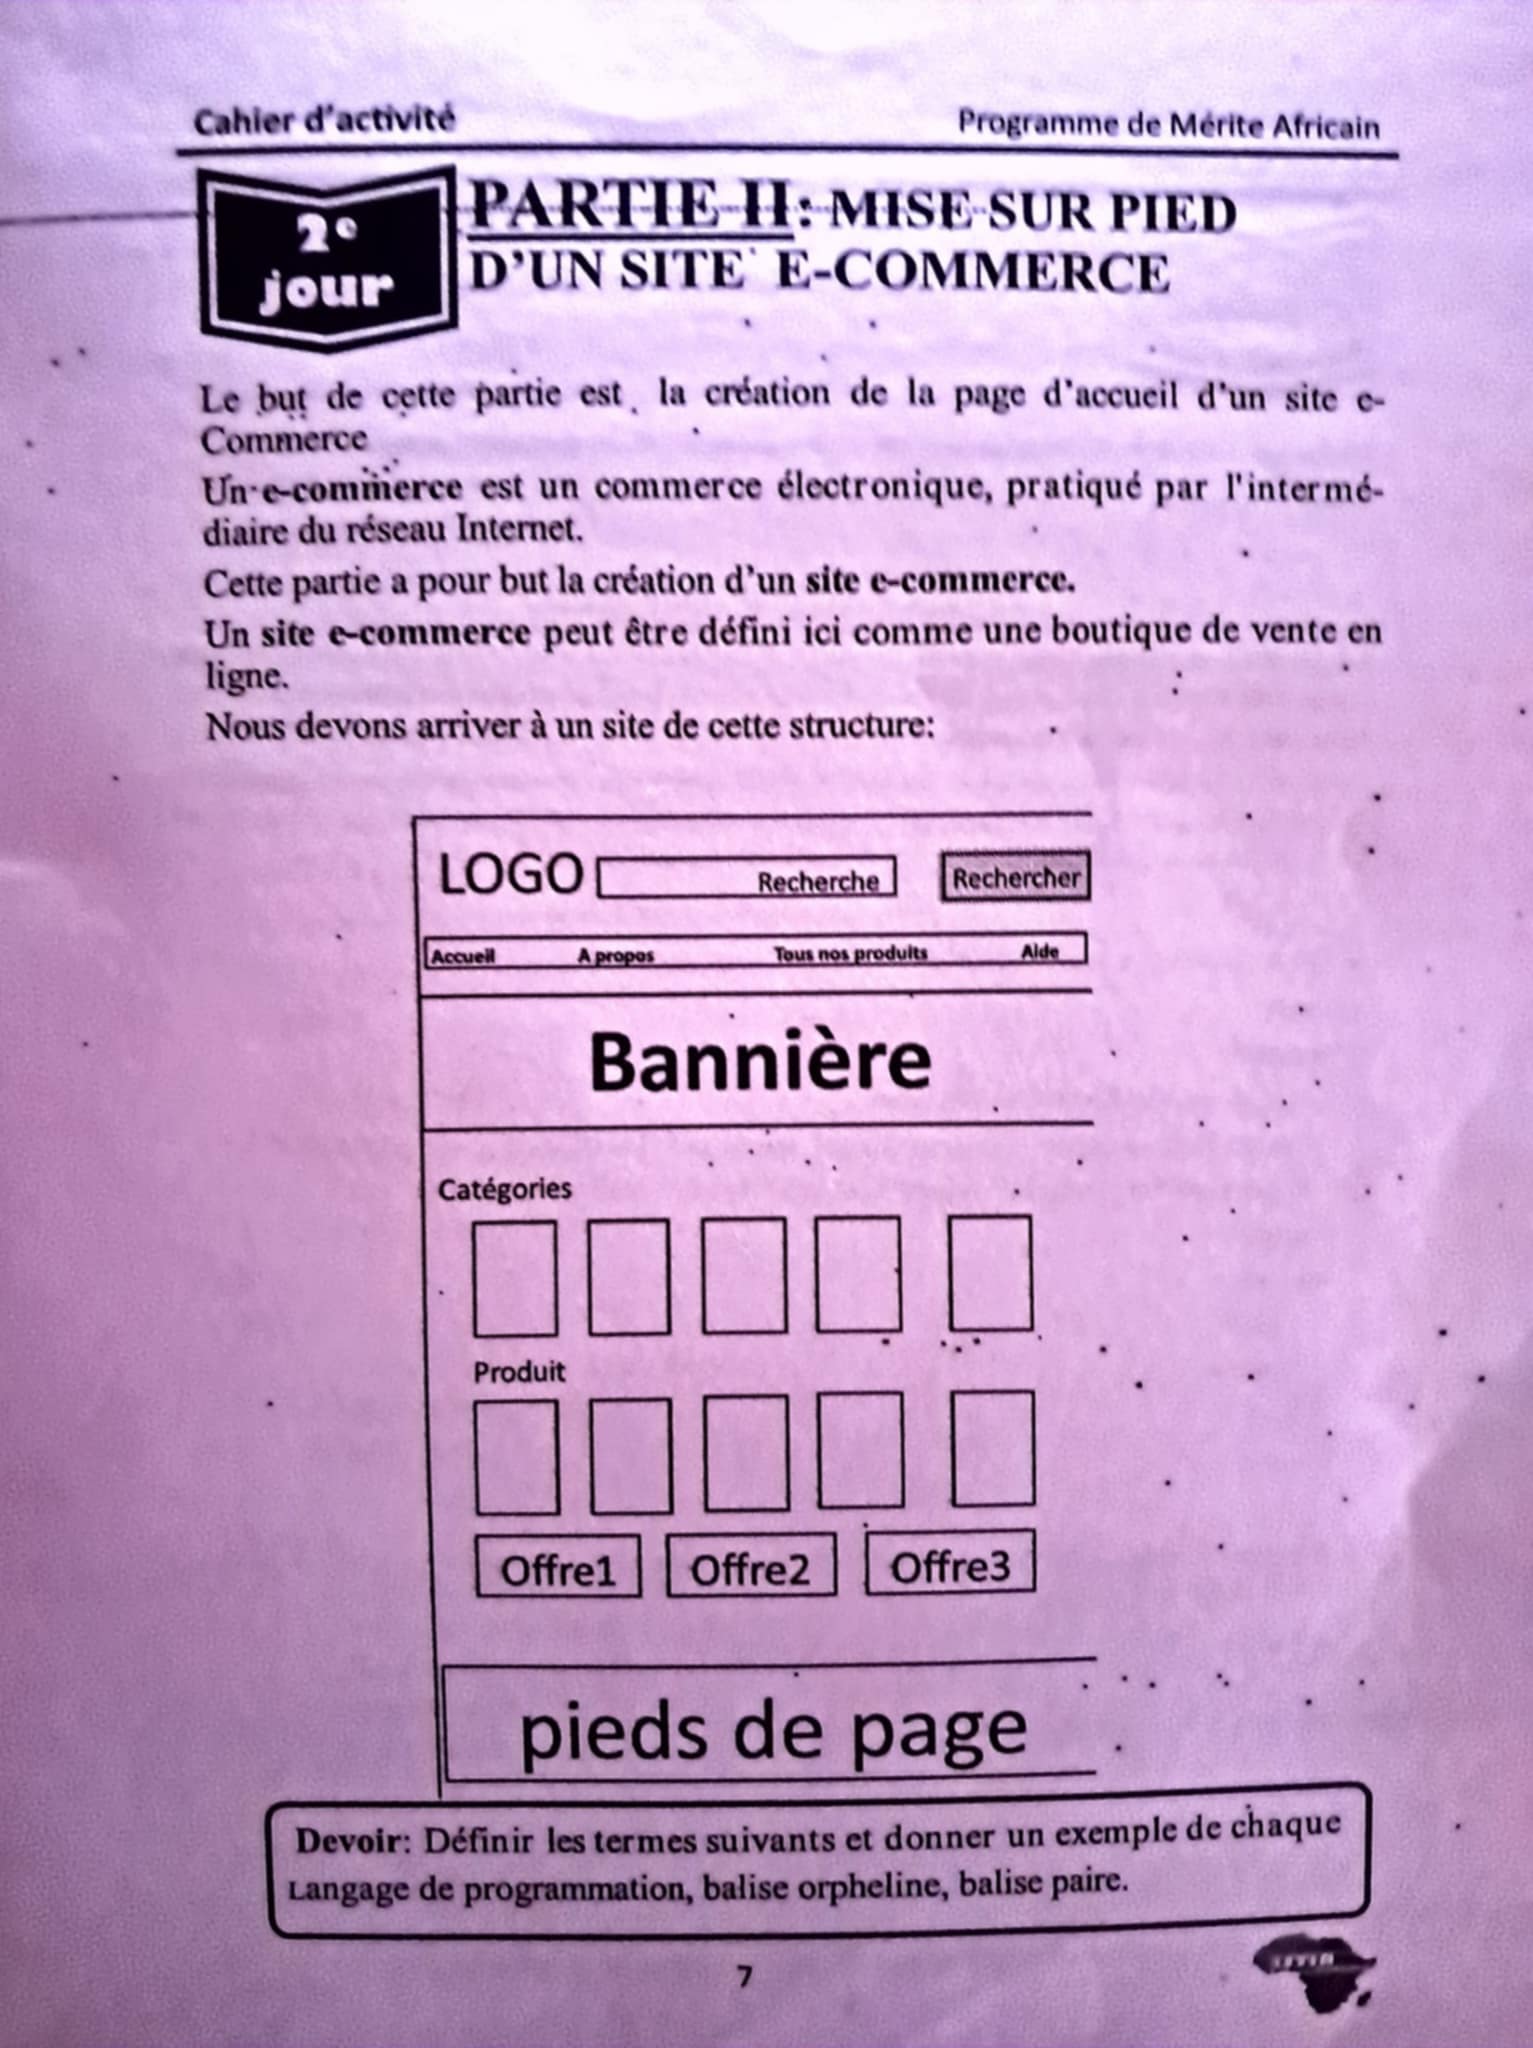 Cahier d'activité
Programme de Mérite Africain
2e
jour
PARTIE II: MISE SUR PIED
D'UN SITE E-COMMERCE
Le but de cette partie est la création de la page d'accueil d'un site e-
Commerce
Un e-commerce est un commerce électronique, pratiqué par l'intermé-
diaire du réseau Internet.
Cette partie a pour but la création d'un site e-commerce.
Un site e-commerce peut être défini ici comme une boutique de vente en
ligne.
Nous devons arriver à un site de cette structure:
LOGO
Recherche
Rechercher
Accueil A propos Tous nos produits Aide
Bannière
Catégories
Produit
Offre1 Offre2 Offre3
pieds de page
Devoir: Définir les termes suivants et donner un exemple de chaque
Langage de programmation, balise orpheline, balise paire.
7